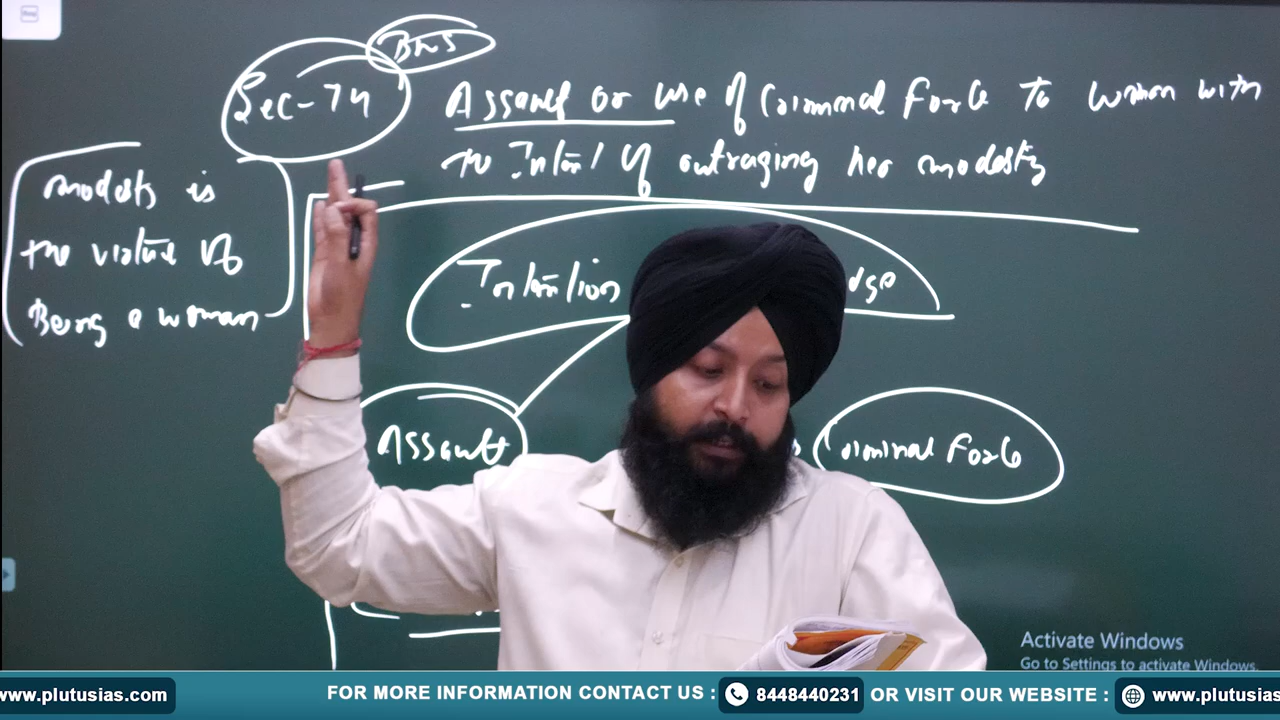 BNS
Sec-74
Assault or use of Criminal Force to woman with
the Intent of outraging her modesty
modesty is
the virtue of
Being a woman
Intention
dge
Assault
Criminal Force
Activate Windows
Go to Settings to activate Windows.
www.plutusias.com
FOR MORE INFORMATION CONTACT US : 8448440231 OR VISIT OUR WEBSITE : www.plutusias